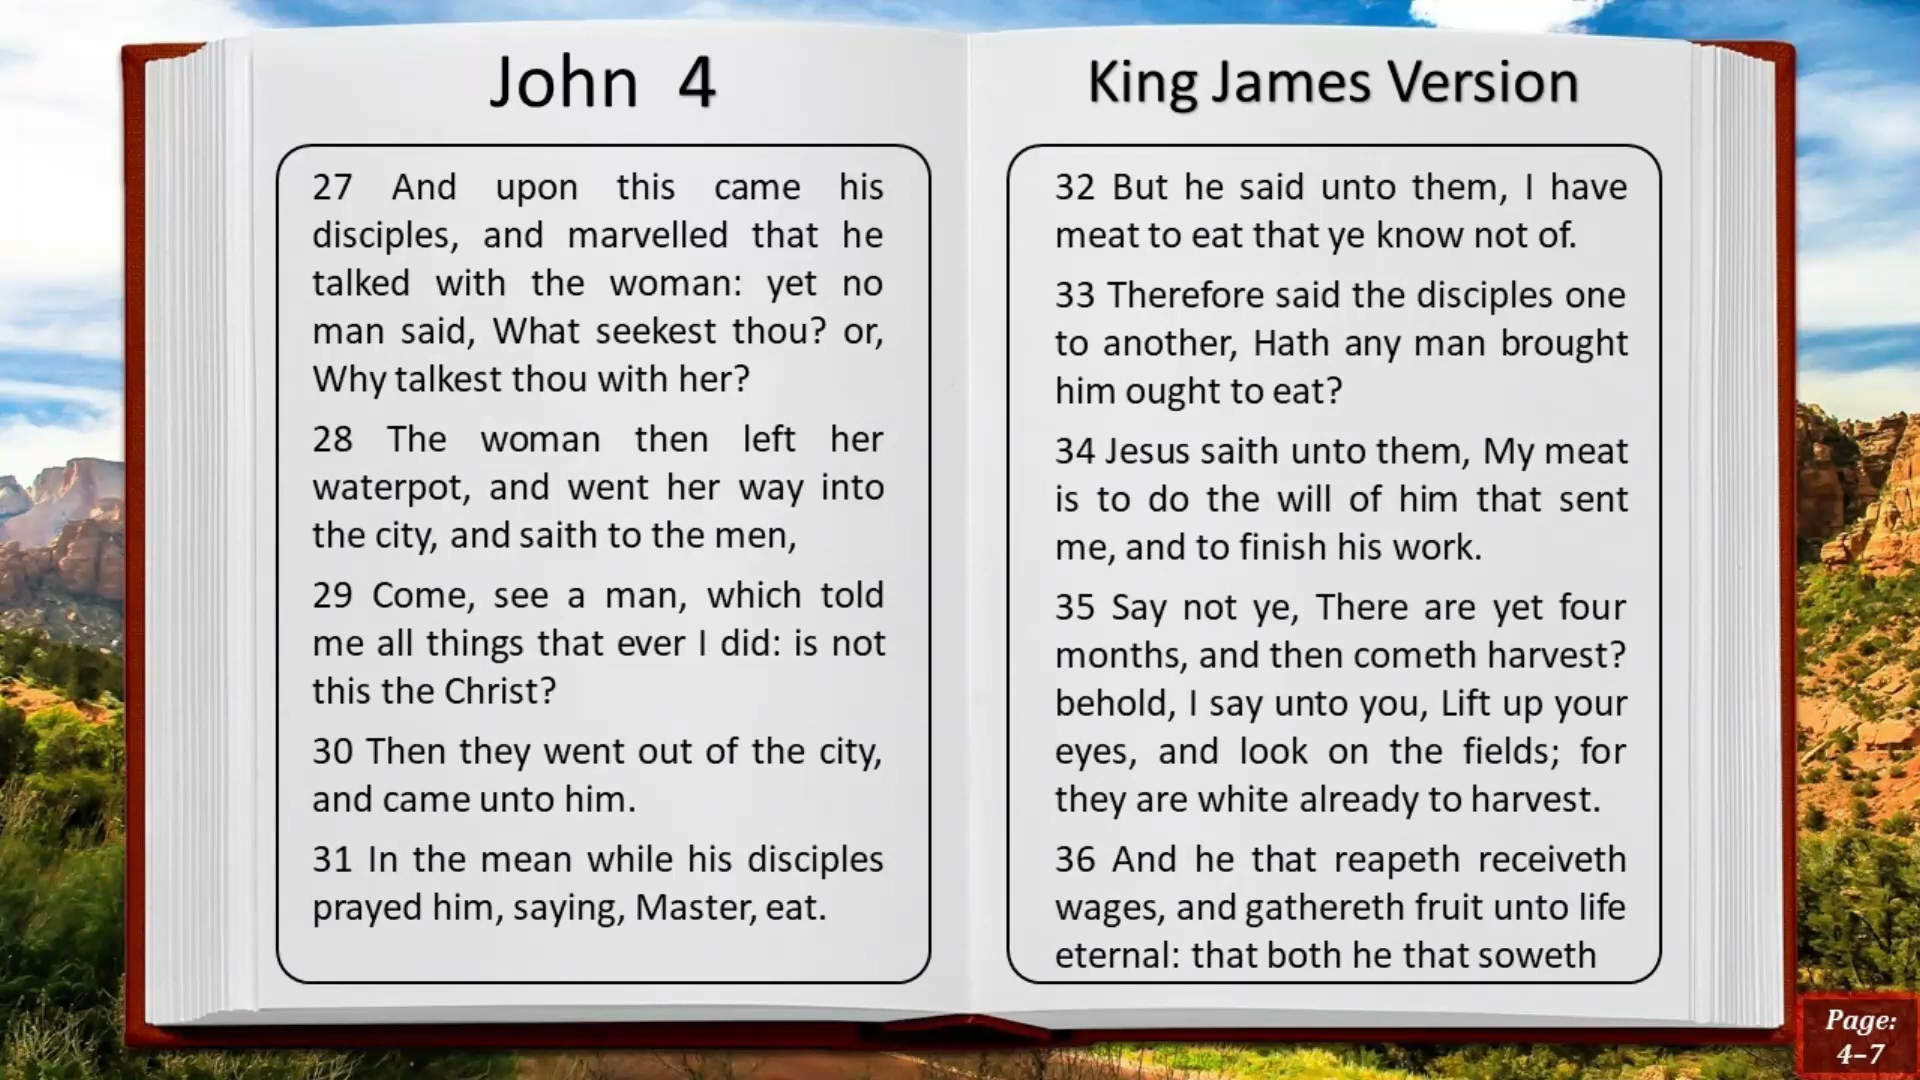 John 4
27 And upon this came his
disciples, and marvelled that he
talked with the woman: yet no
man said, What seekest thou? or,
Why talkest thou with her?
28 The woman then left her
waterpot, and went her way into
the city, and saith to the men,
29 Come, see a man, which told
me all things that ever I did: is not
this the Christ?
30 Then they went out of the city,
and came unto him.
31 In the mean while his disciples
prayed him, saying, Master, eat.
King James Version
32 But he said unto them, I have
meat to eat that ye know not of.
33 Therefore said the disciples one
to another, Hath any man brought
him ought to eat?
34 Jesus saith unto them, My meat
is to do the will of him that sent
me, and to finish his work.
35 Say not ye, There are yet four
months, and then cometh harvest?
behold, I say unto you, Lift up your
eyes, and look on the fields; for
they are white already to harvest.
36 And he that reapeth receiveth
wages, and gathereth fruit unto life
eternal: that both he that soweth
Page:
4–7